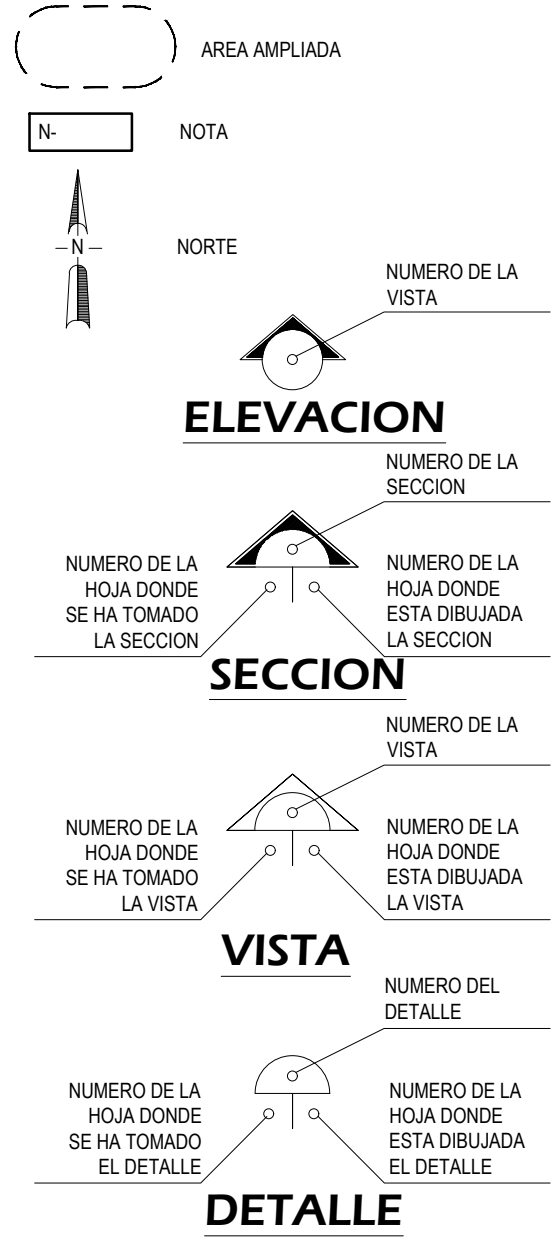 AREA AMPLIADA
N-
NOTA
N
NORTE
NUMERO DE LA
VISTA
ELEVACION
NUMERO DE LA
SECCION
NUMERO DE LA
HOJA DONDE
SE HA TOMADO
LA SECCION
NUMERO DE LA
HOJA DONDE
ESTA DIBUJADA
LA SECCION
SECCION
NUMERO DE LA
VISTA
NUMERO DE LA
HOJA DONDE
SE HA TOMADO
LA VISTA
NUMERO DE LA
HOJA DONDE
ESTA DIBUJADA
LA VISTA
VISTA
NUMERO DEL
DETALLE
NUMERO DE LA
HOJA DONDE
SE HA TOMADO
EL DETALLE
NUMERO DE LA
HOJA DONDE
ESTA DIBUJADA
EL DETALLE
DETALLE